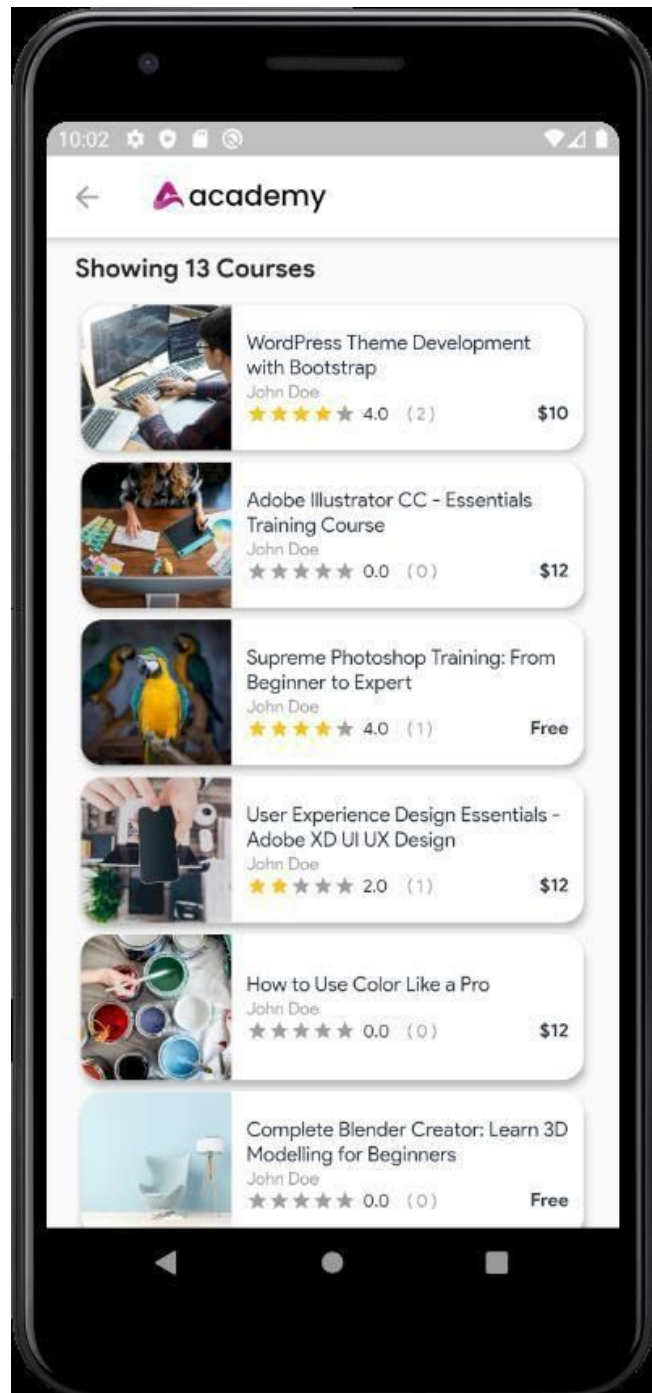 10:02
academy
Showing 13 Courses
WordPress Theme Development
with Bootstrap
John Doe
4.0 (2) $10
Adobe Illustrator CC - Essentials
Training Course
John Doe
0.0 (0) $12
Supreme Photoshop Training: From
Beginner to Expert
John Doe
4.0 (1) Free
User Experience Design Essentials -
Adobe XD UI UX Design
John Doe
2.0 (1) $12
How to Use Color Like a Pro
John Doe
0.0 (0) $12
Complete Blender Creator: Learn 3D
Modelling for Beginners
John Doe
0.0 (0) Free